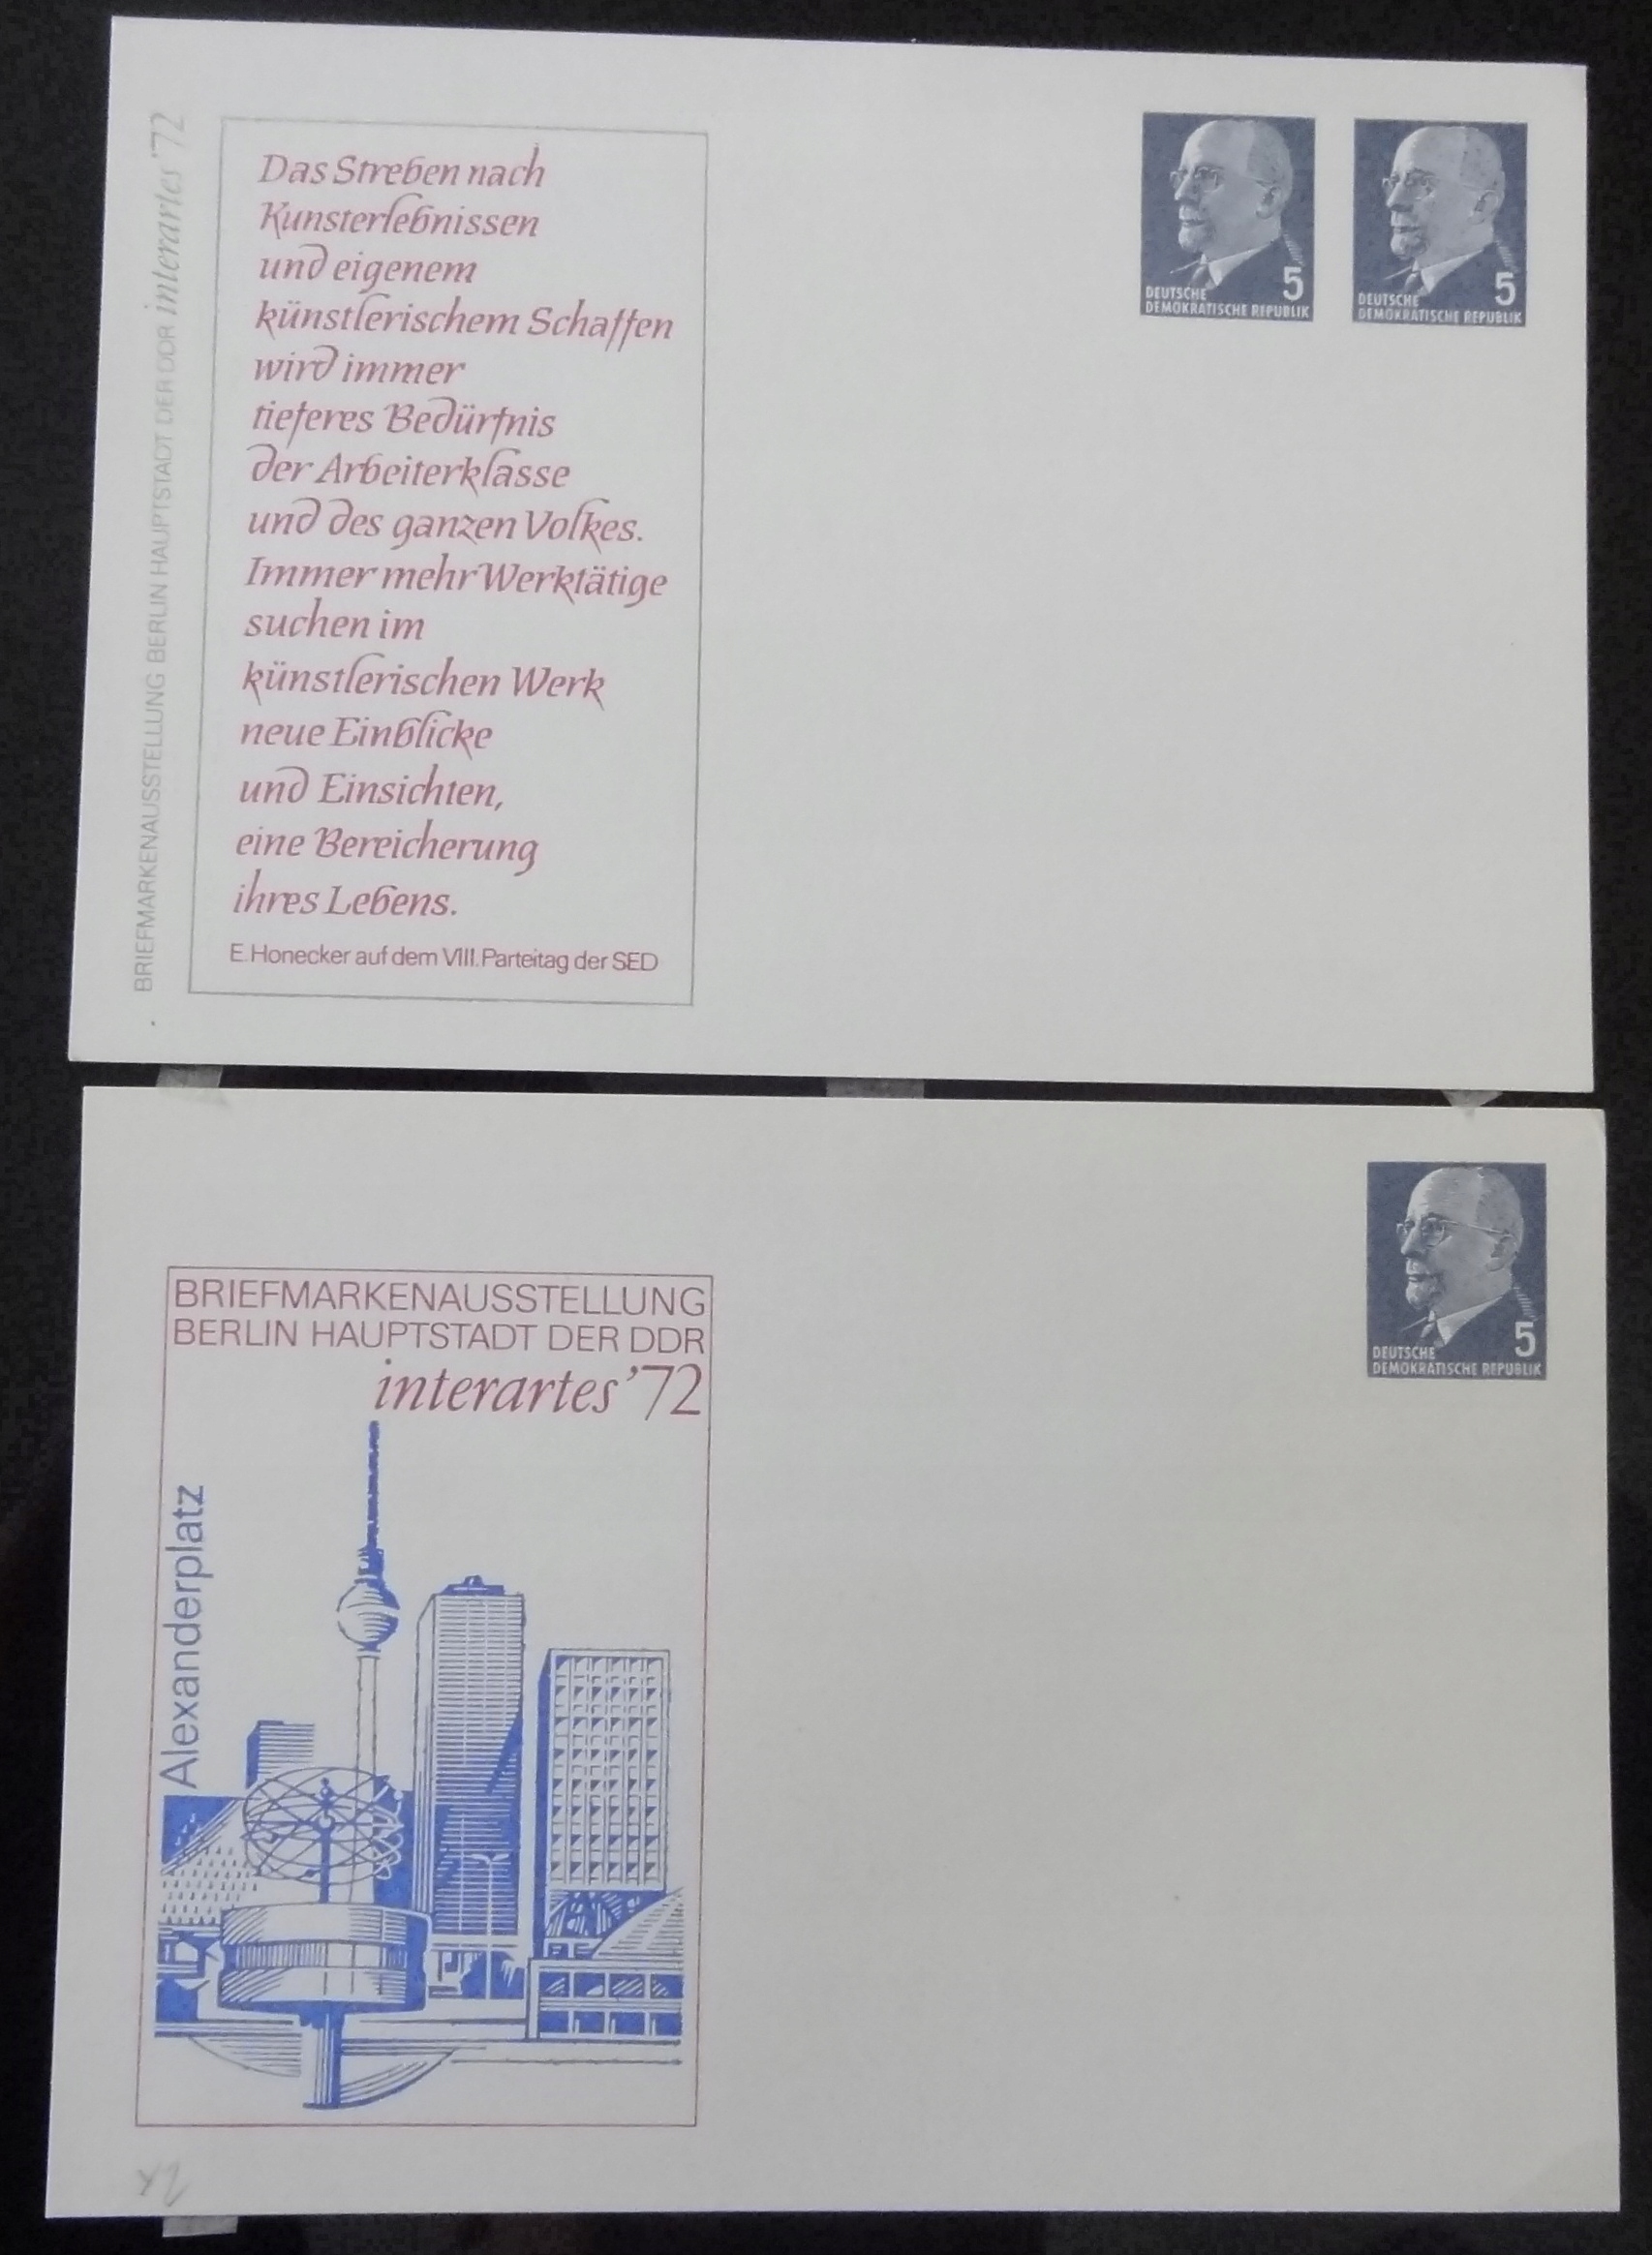 BRIEFMARKENAUSSTELLUNG BERLIN HAUPTSTADT DER DDR interartes '72
Das Streben nach
Kunsterlebnissen
und eigenem
künstlerischem Schaffen
wird immer
tieferes Bedürfnis
der Arbeiterklasse
und des ganzen Volkes.
Immer mehr Werktätige
suchen im
künstlerischen Werk
neue Einblicke
und Einsichten,
eine Bereicherung
ihres Lebens.
E. Honecker auf dem VIII. Parteitag der SED
5
DEUTSCHE
DEMOKRATISCHE REPUBLIK
5
DEUTSCHE
DEMOKRATISCHE REPUBLIK
BRIEFMARKENAUSSTELLUNG
BERLIN HAUPTSTADT DER DDR
interartes '72
Alexanderplatz
5
DEUTSCHE
DEMOKRATISCHE REPUBLIK